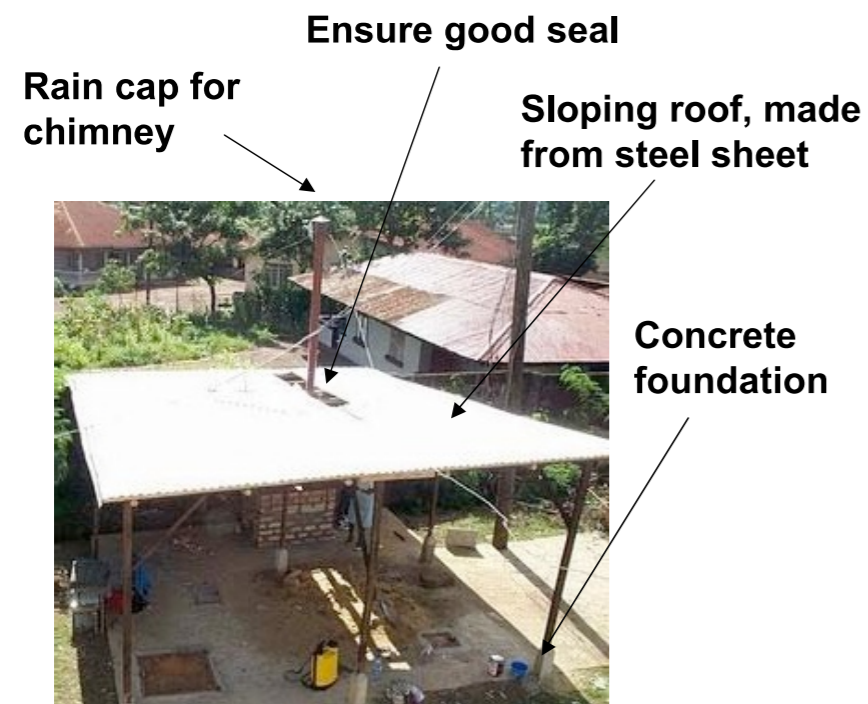 Ensure good seal
Rain cap for
chimney
Sloping roof, made
from steel sheet
Concrete
foundation